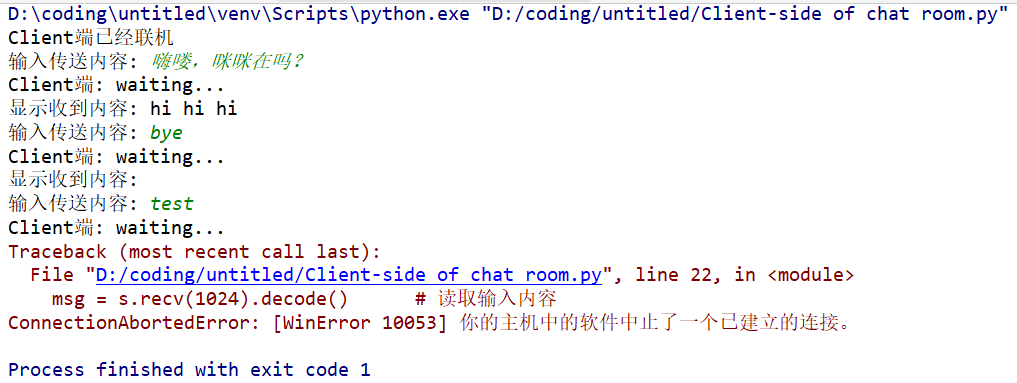 D:\coding\untitled\venv\Scripts\python.exe "D:/coding/untitled/Client-side of chat room.py"
Client端已经联机
输入传送内容: 嗨喽，咪咪在吗?
Client端: waiting...
显示收到内容: hi hi hi
输入传送内容: bye
Client端: waiting...
显示收到内容:
输入传送内容: test
Client端: waiting...
Traceback (most recent call last):
  File "D:/coding/untitled/Client-side of chat room.py", line 22, in <module>
    msg = s.recv(1024).decode()      # 读取输入内容
ConnectionAbortedError: [WinError 10053] 你的主机中的软件中止了一个已建立的连接。
Process finished with exit code 1